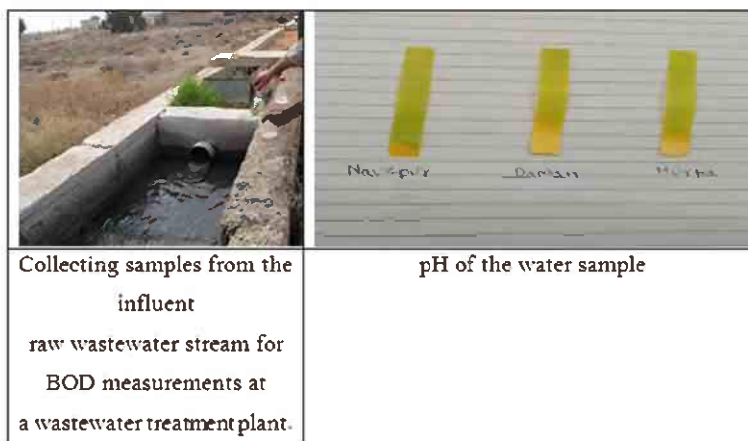 Collecting samples from the
influent
raw wastewater stream for
BOD measurements at
a wastewater treatment plant.
pH of the water sample
Daman